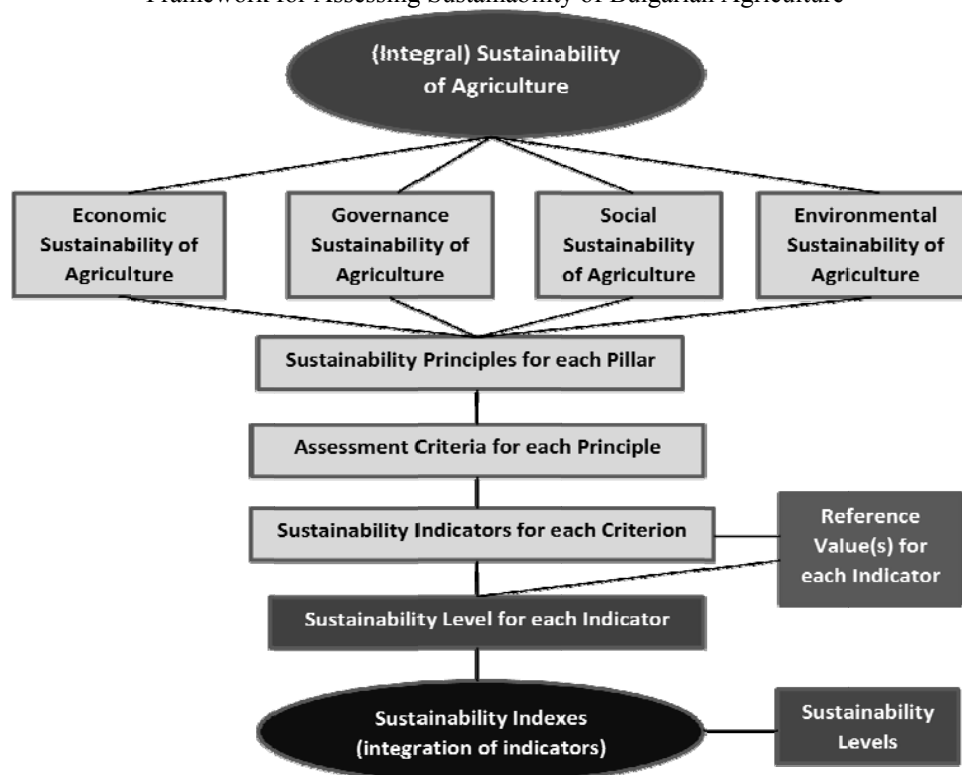 Framework for Assessing Sustainability of Bulgarian Agriculture
(Integral) Sustainability
of Agriculture
Economic
Sustainability of
Agriculture
Governance
Sustainability of
Agriculture
Social
Sustainability
of Agriculture
Environmental
Sustainability of
Agriculture
Sustainability Principles for each Pillar
Assessment Criteria for each Principle
Sustainability Indicators for each Criterion
Reference
Value(s) for
each Indicator
Sustainability Level for each Indicator
Sustainability Indexes
(integration of indicators)
Sustainability
Levels